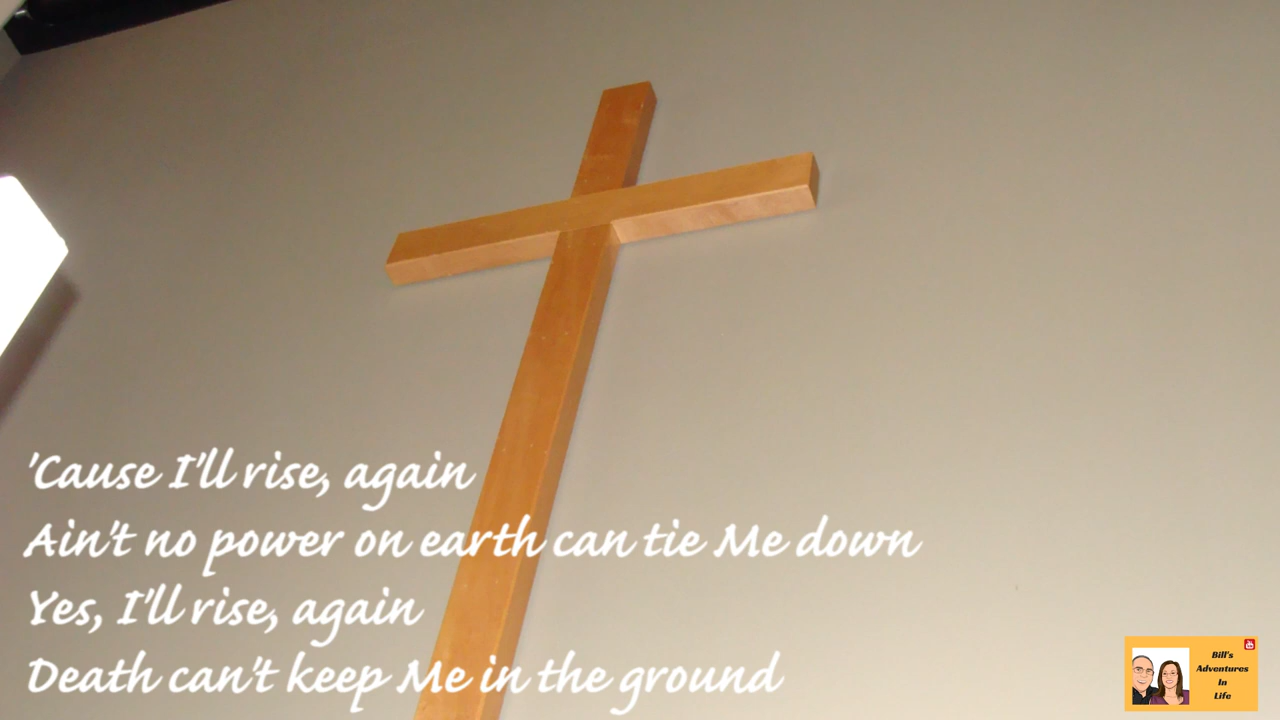 'Cause I'll rise, again
Ain't no power on earth can tie Me down
Yes, I'll rise, again
Death can't keep Me in the ground
Bill's
Adventures
In
Life